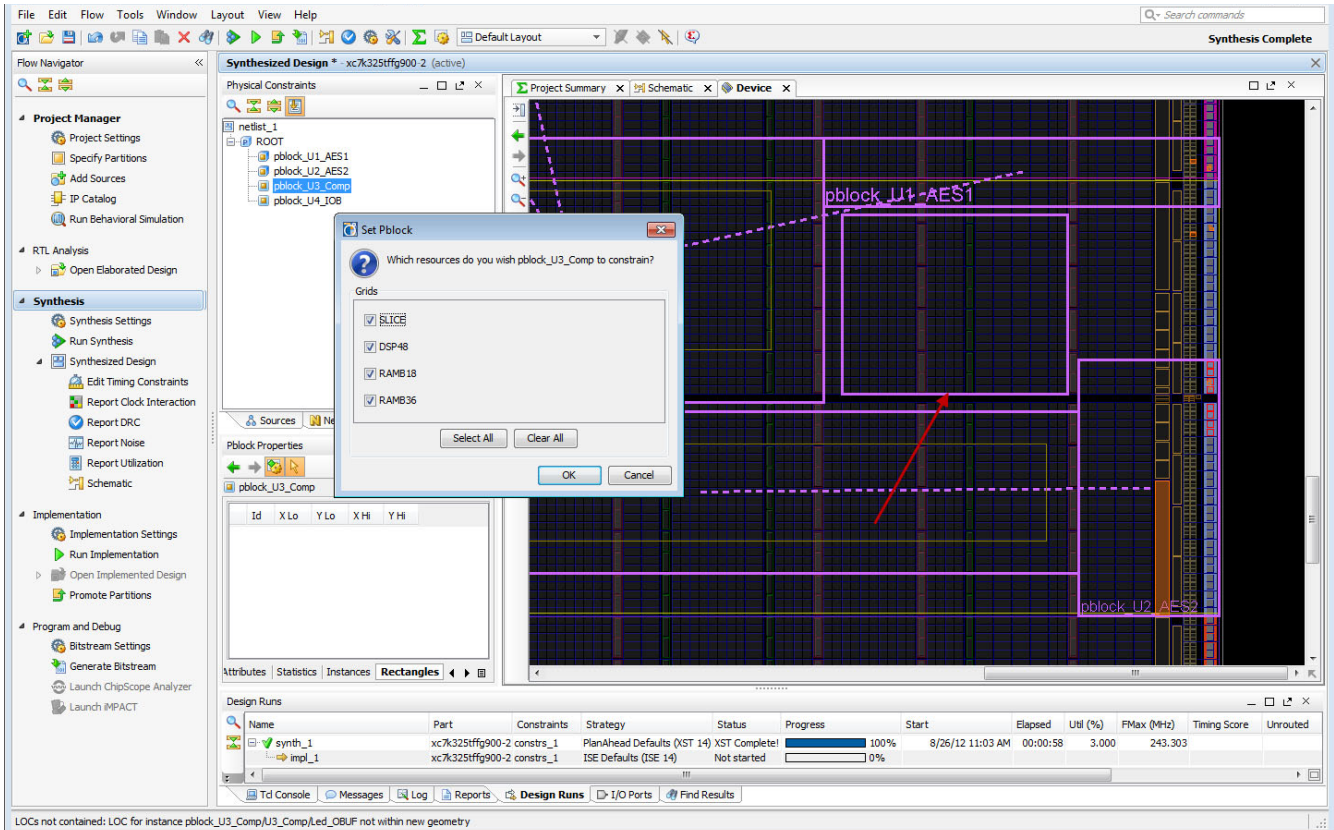 File Edit Flow Tools Window Layout View Help
Search commands
Default Layout
Synthesis Complete
Flow Navigator
Project Manager
Project Settings
Specify Partitions
Add Sources
IP Catalog
Run Behavioral Simulation
RTL Analysis
Open Elaborated Design
Synthesis
Synthesis Settings
Run Synthesis
Synthesized Design
Edit Timing Constraints
Report Clock Interaction
Report DRC
Report Noise
Report Utilization
Schematic
Implementation
Implementation Settings
Run Implementation
Open Implemented Design
Promote Partitions
Program and Debug
Bitstream Settings
Generate Bitstream
Launch ChipScope Analyzer
Launch iMPACT
Synthesized Design * - xc7k325tffg900-2 (active)
Physical Constraints
netlist_1
ROOT
pblock_U1_AES1
pblock_U2_AES2
pblock_U3_Comp
pblock_U4_IOB
Sources Ne
Pblock Properties
pblock_U3_Comp
Id X Lo Y Lo X Hi Y Hi
Attributes Statistics Instances Rectangles
Project Summary Schematic Device
pblock_U1_AES1
pblock_U2_AES2
Set Pblock
Which resources do you wish pblock_U3_Comp to constrain?
Grids
SLICE
DSP48
RAMB18
RAMB36
Select All Clear All
OK Cancel
Design Runs
Name Part Constraints Strategy Status Progress Start Elapsed Util (%) FMax (MHz) Timing Score Unrouted
synth_1 xc7k325tffg900-2 constrs_1 PlanAhead Defaults (XST 14) XST Complete! 100% 8/26/12 11:03 AM 00:00:58 3.000 243.303
impl_1 xc7k325tffg900-2 constrs_1 ISE Defaults (ISE 14) Not started 0%
Tcl Console Messages Log Reports Design Runs I/O Ports Find Results
LOCs not contained: LOC for instance pblock_U3_Comp/U3_Comp/Led_OBUF not within new geometry